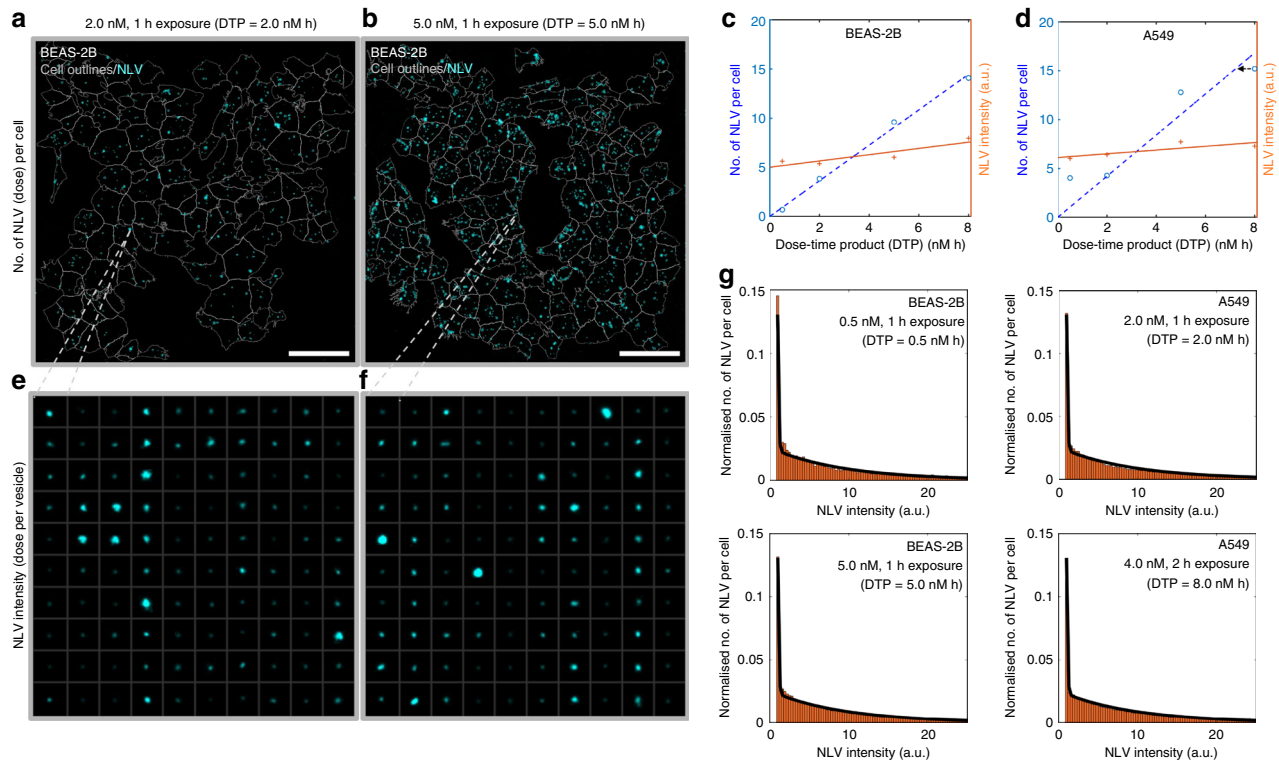 a
2.0 nM, 1 h exposure (DTP = 2.0 nM h)
b
5.0 nM, 1 h exposure (DTP = 5.0 nM h)
No. of NLV (dose) per cell
BEAS-2B
Cell outlines/NLV
BEAS-2B
Cell outlines/NLV
c
BEAS-2B
No. of NLV per cell
20
15
10
5
0
0 2 4 6 8
Dose-time product (DTP) (nM h)
NLV intensity (a.u.)
d
A549
No. of NLV per cell
20
15
10
5
0
0 2 4 6 8
Dose-time product (DTP) (nM h)
NLV intensity (a.u.)
e
f
NLV intensity (dose per vesicle)
g
BEAS-2B
0.5 nM, 1 h exposure
(DTP = 0.5 nM h)
Normalised no. of NLV per cell
0.15
0.1
0.05
0
0 10 20
NLV intensity (a.u.)
A549
2.0 nM, 1 h exposure
(DTP = 2.0 nM h)
Normalised no. of NLV per cell
0.15
0.1
0.05
0
0 10 20
NLV intensity (a.u.)
BEAS-2B
5.0 nM, 1 h exposure
(DTP = 5.0 nM h)
Normalised no. of NLV per cell
0.15
0.1
0.05
0
0 10 20
NLV intensity (a.u.)
A549
4.0 nM, 2 h exposure
(DTP = 8.0 nM h)
Normalised no. of NLV per cell
0.15
0.1
0.05
0
0 10 20
NLV intensity (a.u.)